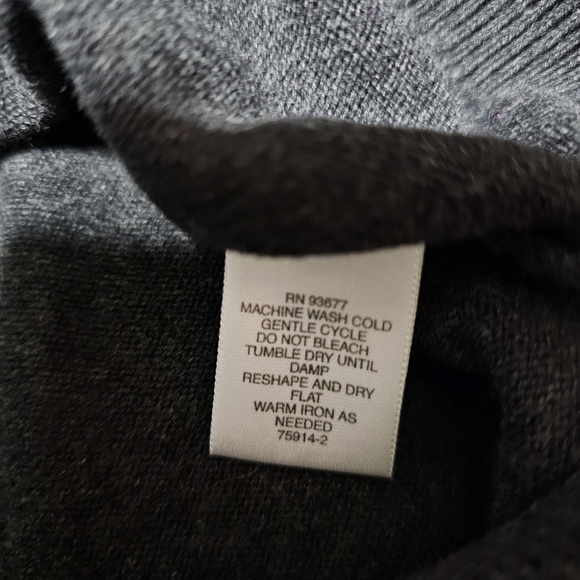 RN 93677
MACHINE WASH COLD
GENTLE CYCLE
DO NOT BLEACH
TUMBLE DRY UNTIL
DAMP
RESHAPE AND DRY
FLAT
WARM IRON AS
NEEDED
75914-2